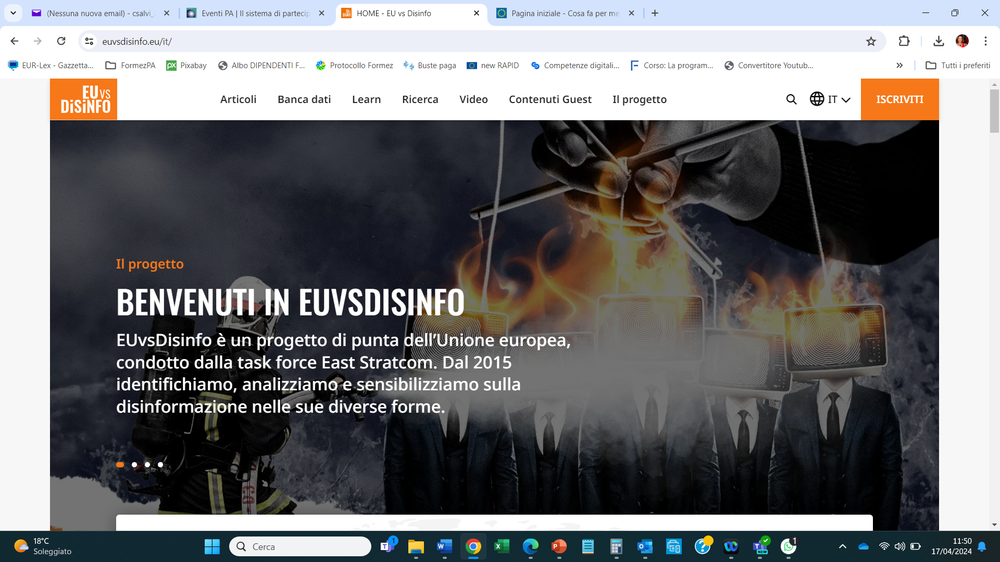 (Nessuna nuova email) - csalvi_
Eventi PA | Il sistema di partecip
HOME - EU vs Disinfo
Pagina iniziale - Cosa fa per me
euvsdisinfo.eu/it/
EUR-Lex - Gazzetta...
FormezPA
px
Pixabay
Albo DIPENDENTI F...
Protocollo Formez
Buste paga
new RAPID
Competenze digitali...
Corso: La program...
Convertitore Youtub...
Tutti i preferiti
EU VS
DiSiNFO
Articoli
Banca dati
Learn
Ricerca
Video
Contenuti Guest
Il progetto
IT
ISCRIVITI
Il progetto
BENVENUTI IN EUVSDISINFO
EUvsDisinfo è un progetto di punta dell’Unione europea,
condotto dalla task force East Stratcom. Dal 2015
identifichiamo, analizziamo e sensibilizziamo sulla
disinformazione nelle sue diverse forme.
18°C
Soleggiato
Cerca
1
NEW
1
11:50
17/04/2024